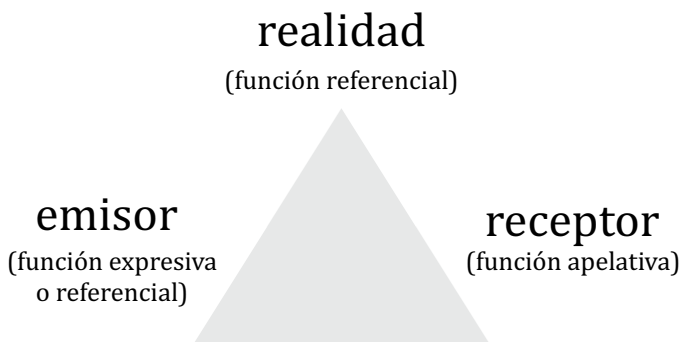 realidad
(función referencial)
emisor
(función expresiva
o referencial)
receptor
(función apelativa)